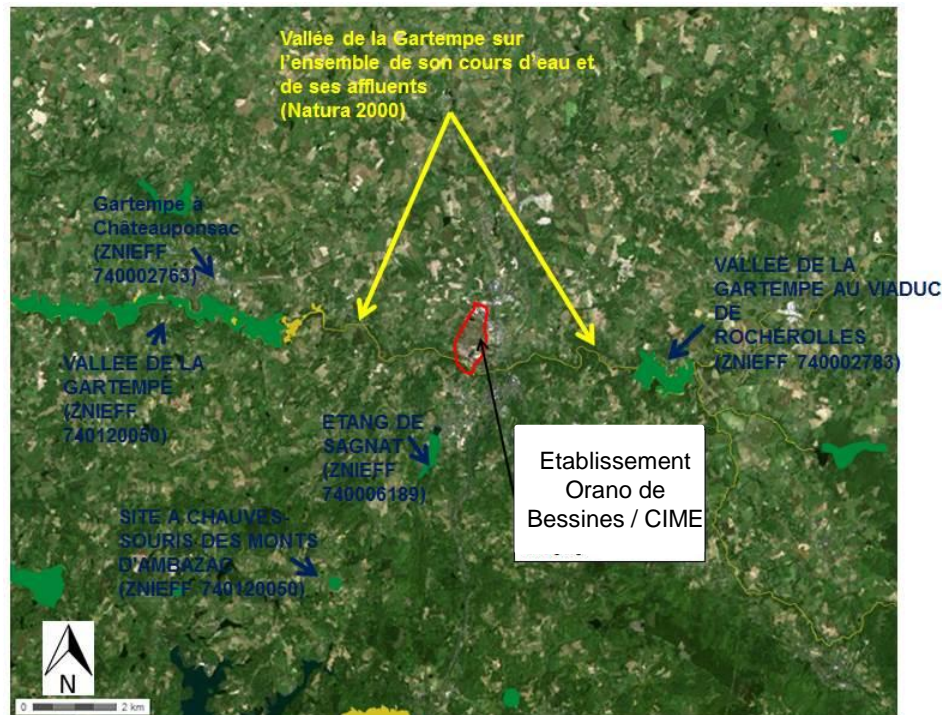 Vallée de la Gartempe sur
l'ensemble de son cours d'eau et
de ses affluents
(Natura 2000)
Gartempe à
Châteauponsac
(ZNIEFF
740002763)
VALLEE DE LA
GARTEMPE AU VIADUC
DE
ROCHEROLLES
(ZNIEFF 740002783)
VALLEE DE LA
GARTEMPE
(ZNIEFF
740120050)
ETANG DE
SAGNAT
(ZNIEFF
740006189)
Etablissement
Orano de
Bessines / CIME
SITE A CHAUVES-
SOURIS DES MONTS
D'AMBAZAC
(ZNIEFF 740120050)
N
0 2 km